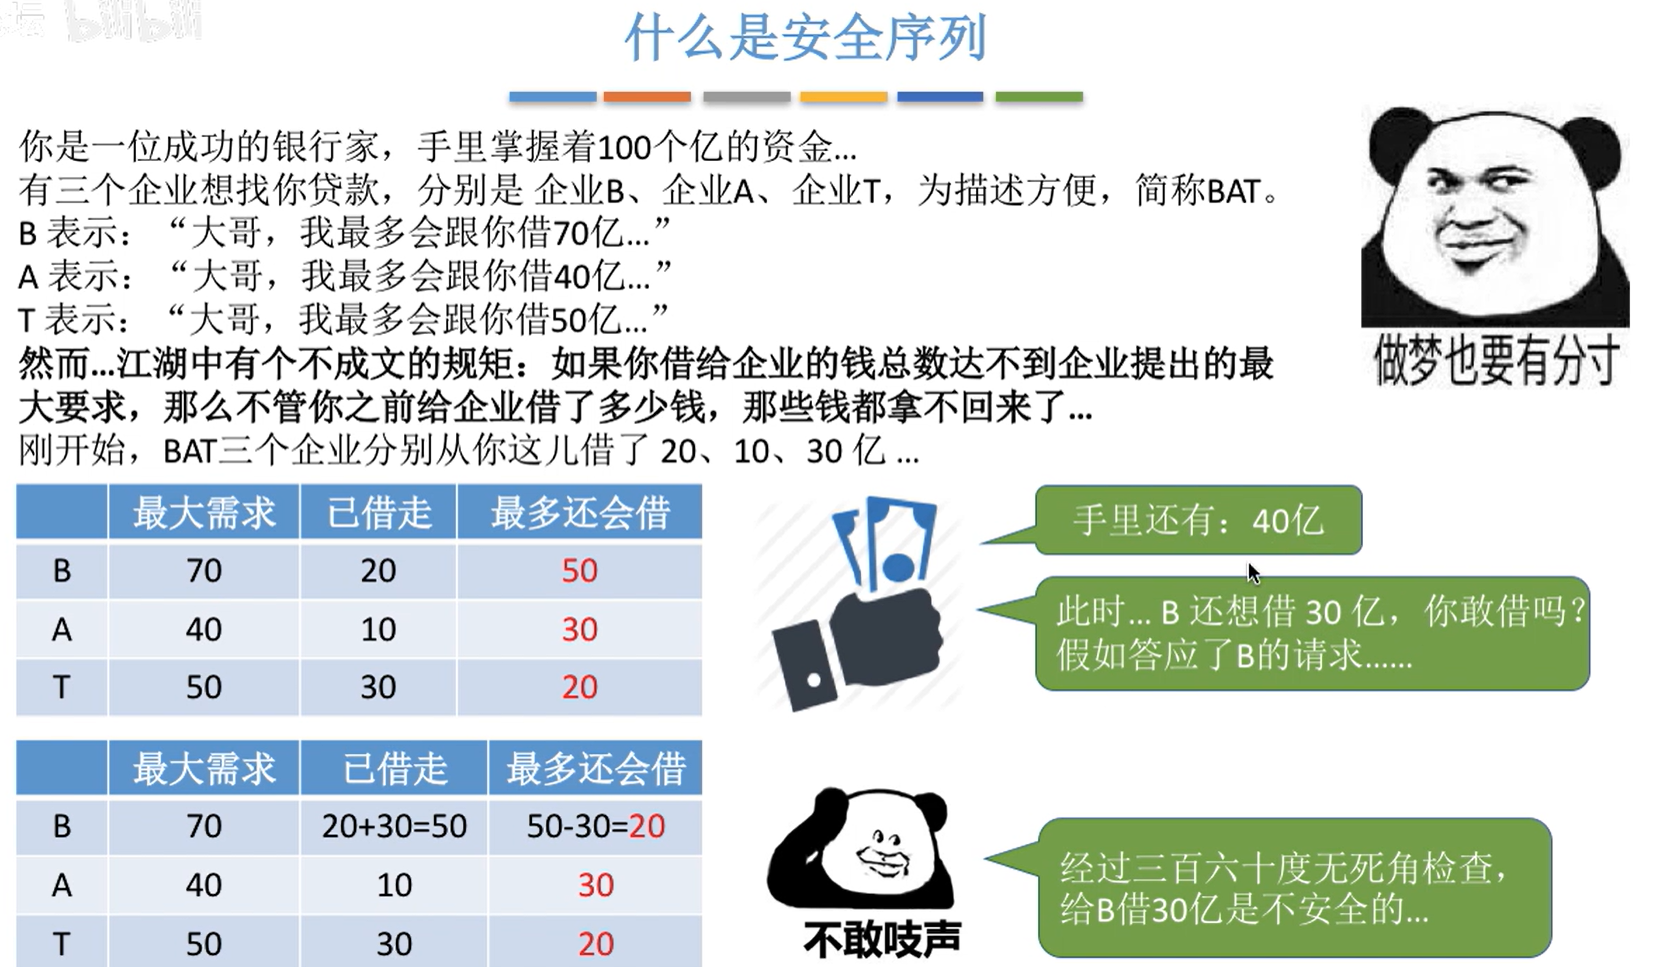 坛 bilibili
什么是安全序列
你是一位成功的银行家，手里掌握着100个亿的资金...
有三个企业想找你贷款，分别是 企业B、企业A、企业T，为描述方便，简称BAT。
B 表示：“大哥，我最多会跟你借70亿...”
A 表示：“大哥，我最多会跟你借40亿...”
T 表示：“大哥，我最多会跟你借50亿...”
然而...江湖中有个不成文的规矩：如果你借给企业的钱总数达不到企业提出的最
大要求，那么不管你之前给企业借了多少钱，那些钱都拿不回来了...
刚开始，BAT三个企业分别从你这儿借了 20、10、30 亿 ...
做梦也要有分寸
最大需求 已借走 最多还会借
B 70 20 50
A 40 10 30
T 50 30 20
手里还有：40亿
此时... B 还想借 30 亿，你敢借吗？
假如答应了B的请求......
最大需求 已借走 最多还会借
B 70 20+30=50 50-30=20
A 40 10 30
T 50 30 20
不敢吱声
经过三百六十度无死角检查，
给B借30亿是不安全的...